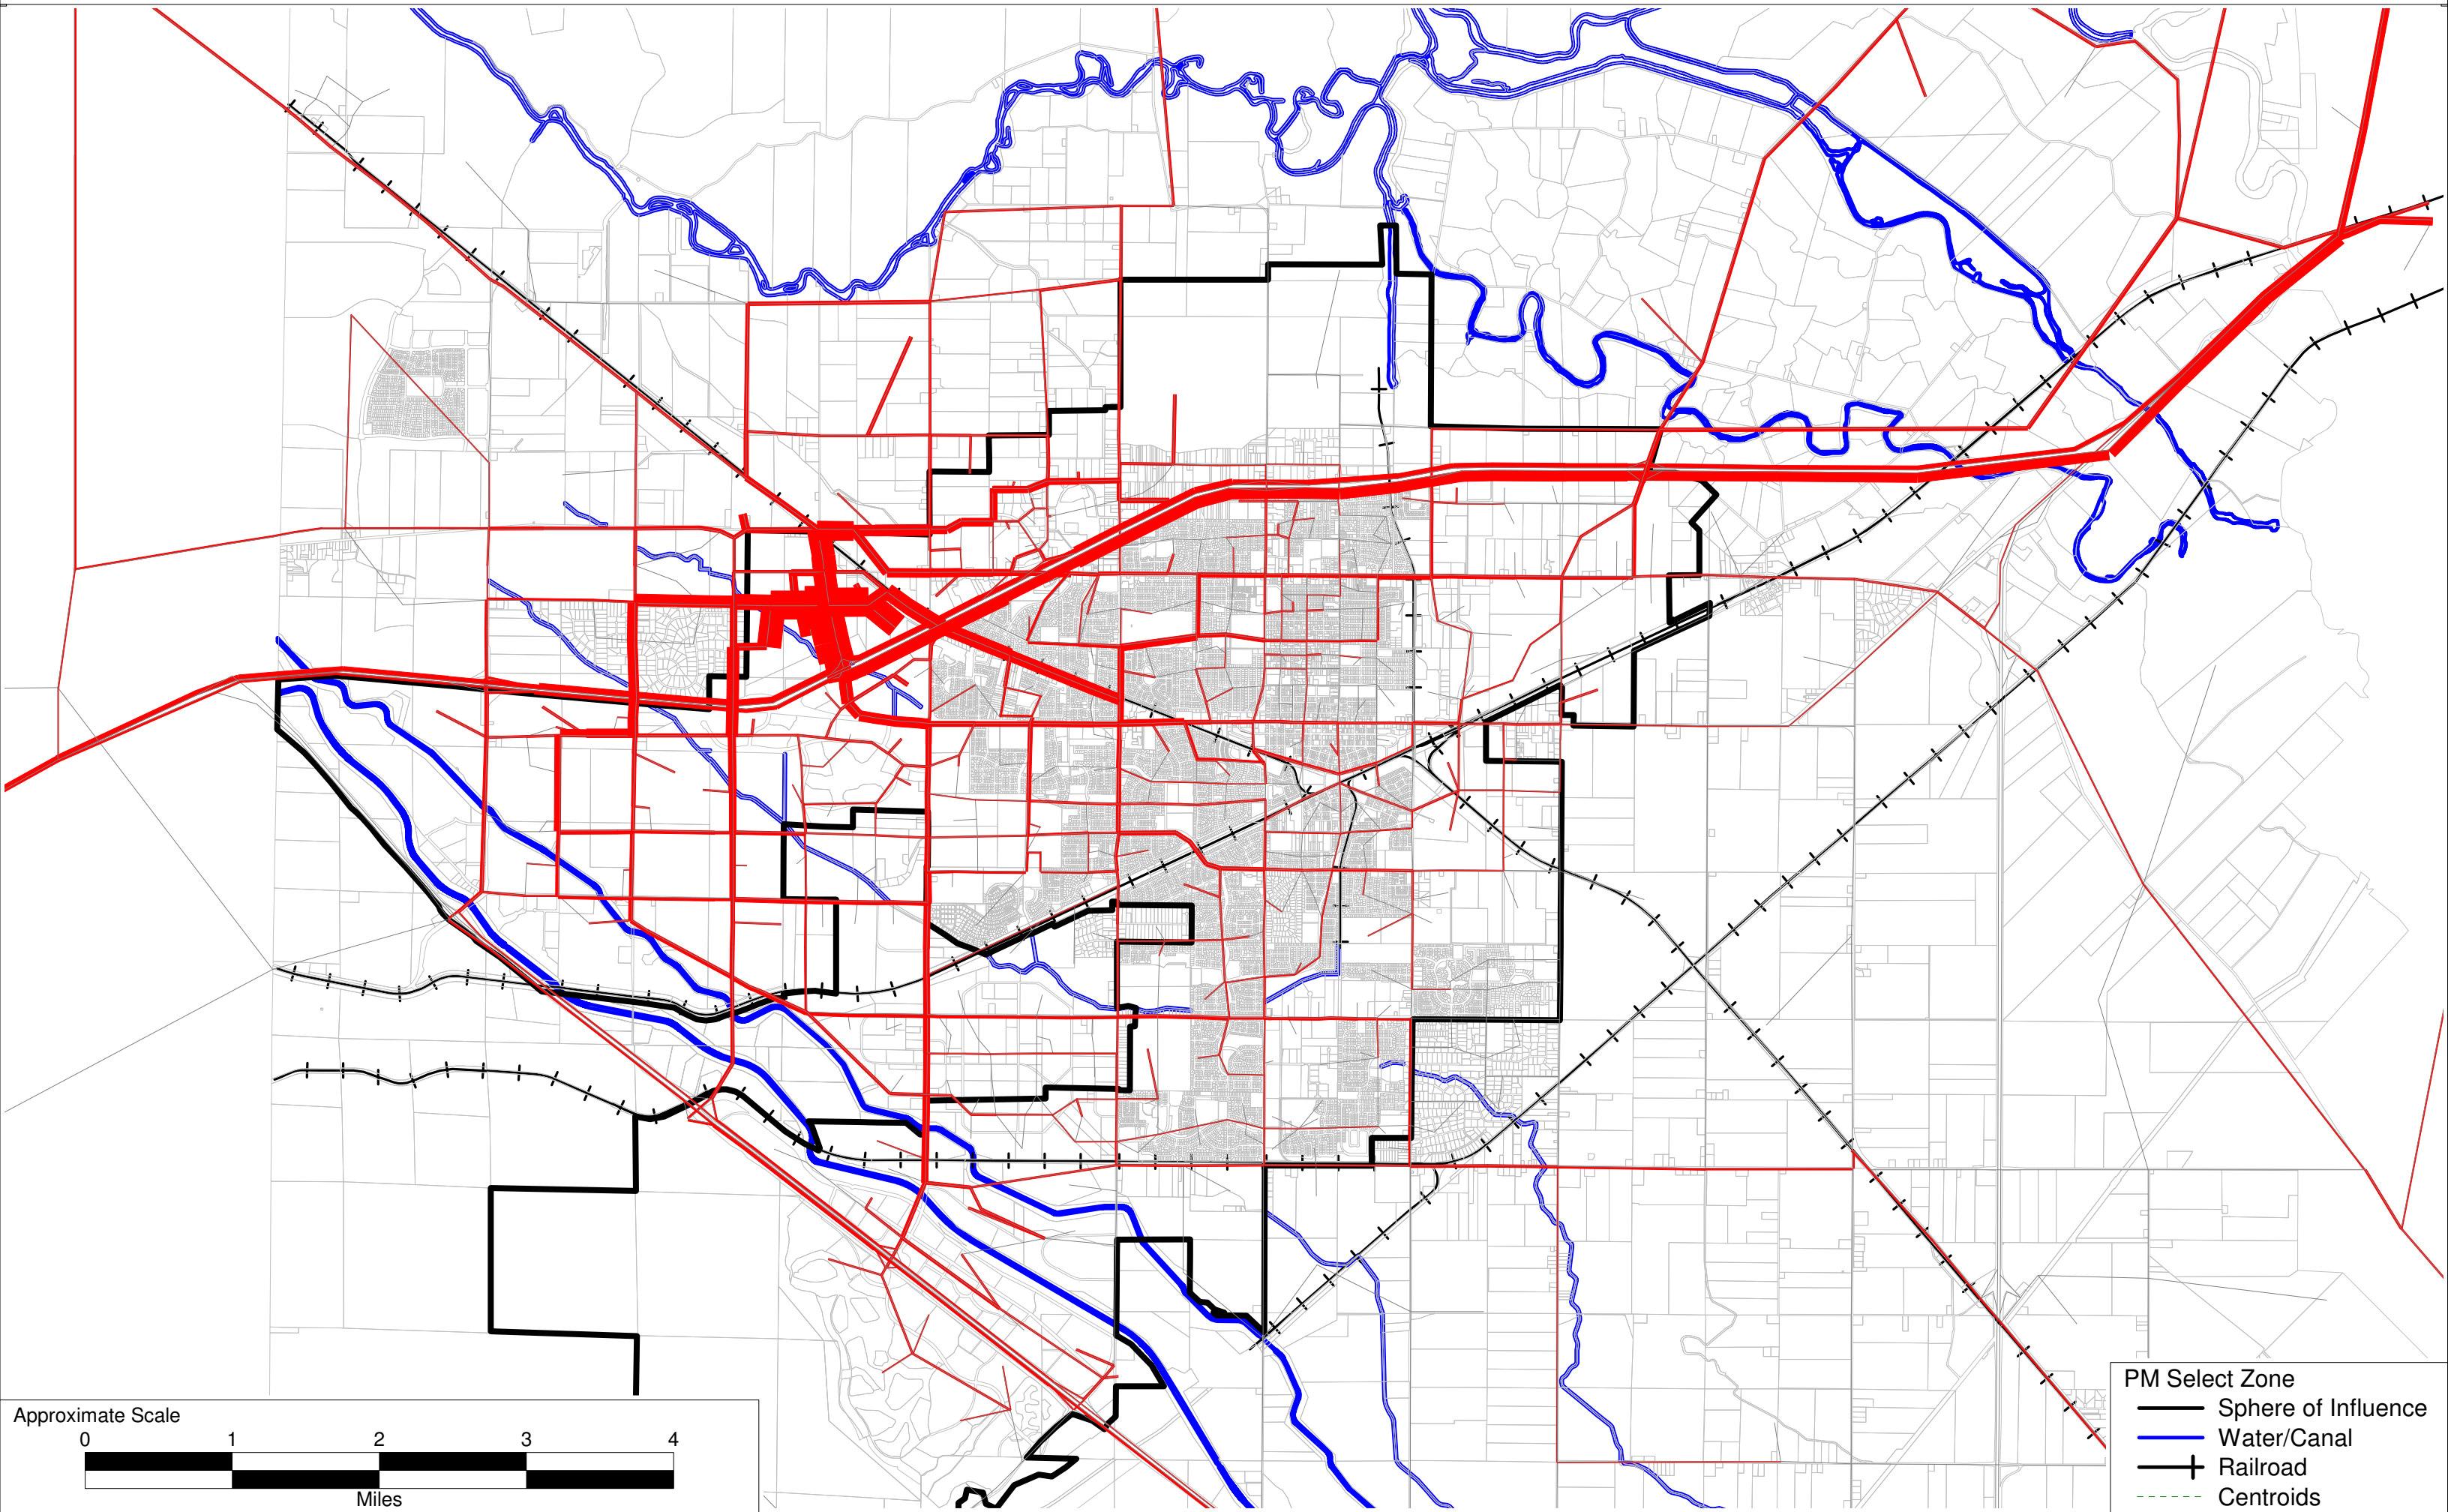 Approximate Scale
0 1 2 3 4
Miles
PM Select Zone
Sphere of Influence
Water/Canal
Railroad
Centroids